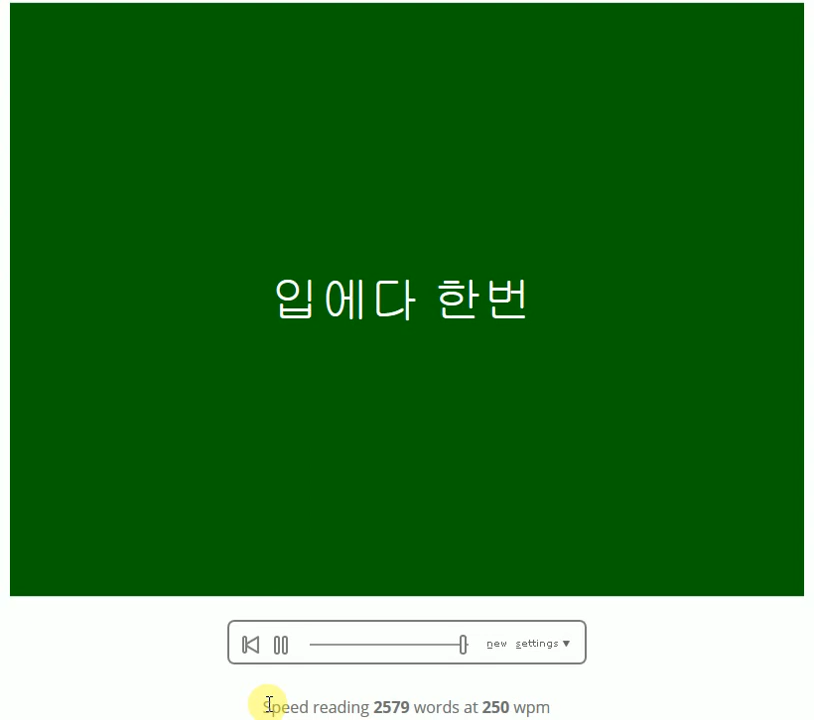 입에다 한번
new settings ▼
Speed reading 2579 words at 250 wpm